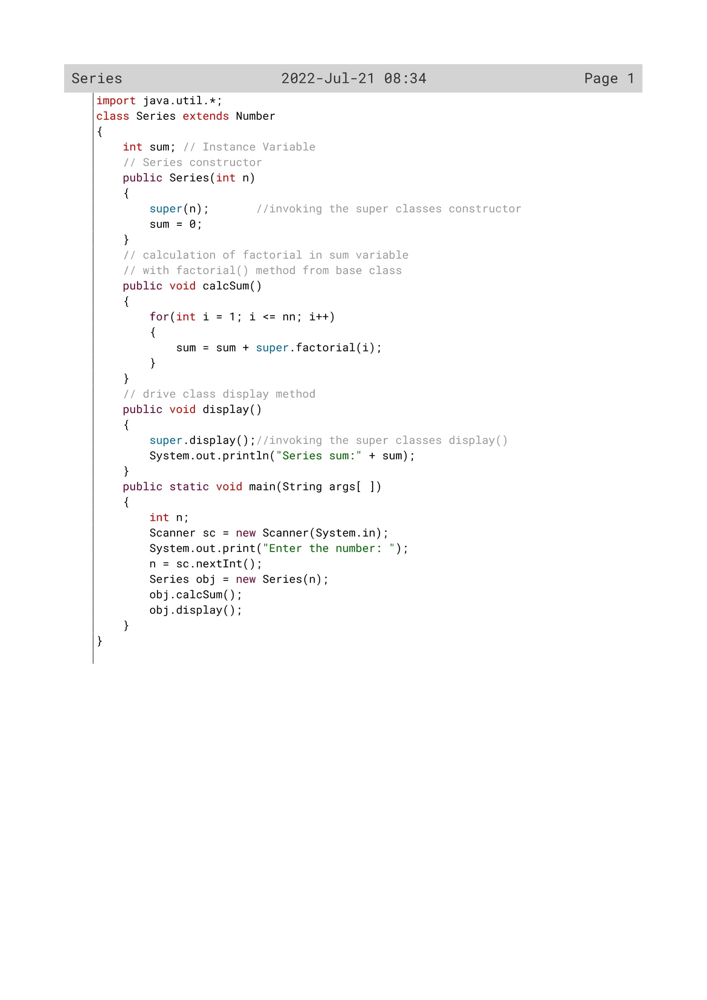 Series 2022-Jul-21 08:34 Page 1
import java.util.*;
class Series extends Number
{
    int sum; // Instance Variable
    // Series constructor
    public Series(int n)
    {
        super(n);       //invoking the super classes constructor
        sum = 0;
    }
    // calculation of factorial in sum variable
    // with factorial() method from base class
    public void calcSum()
    {
        for(int i = 1; i <= nn; i++)
        {
            sum = sum + super.factorial(i);
        }
    }
    // drive class display method
    public void display()
    {
        super.display();//invoking the super classes display()
        System.out.println("Series sum:" + sum);
    }
    public static void main(String args[ ])
    {
        int n;
        Scanner sc = new Scanner(System.in);
        System.out.print("Enter the number: ");
        n = sc.nextInt();
        Series obj = new Series(n);
        obj.calcSum();
        obj.display();
    }
}